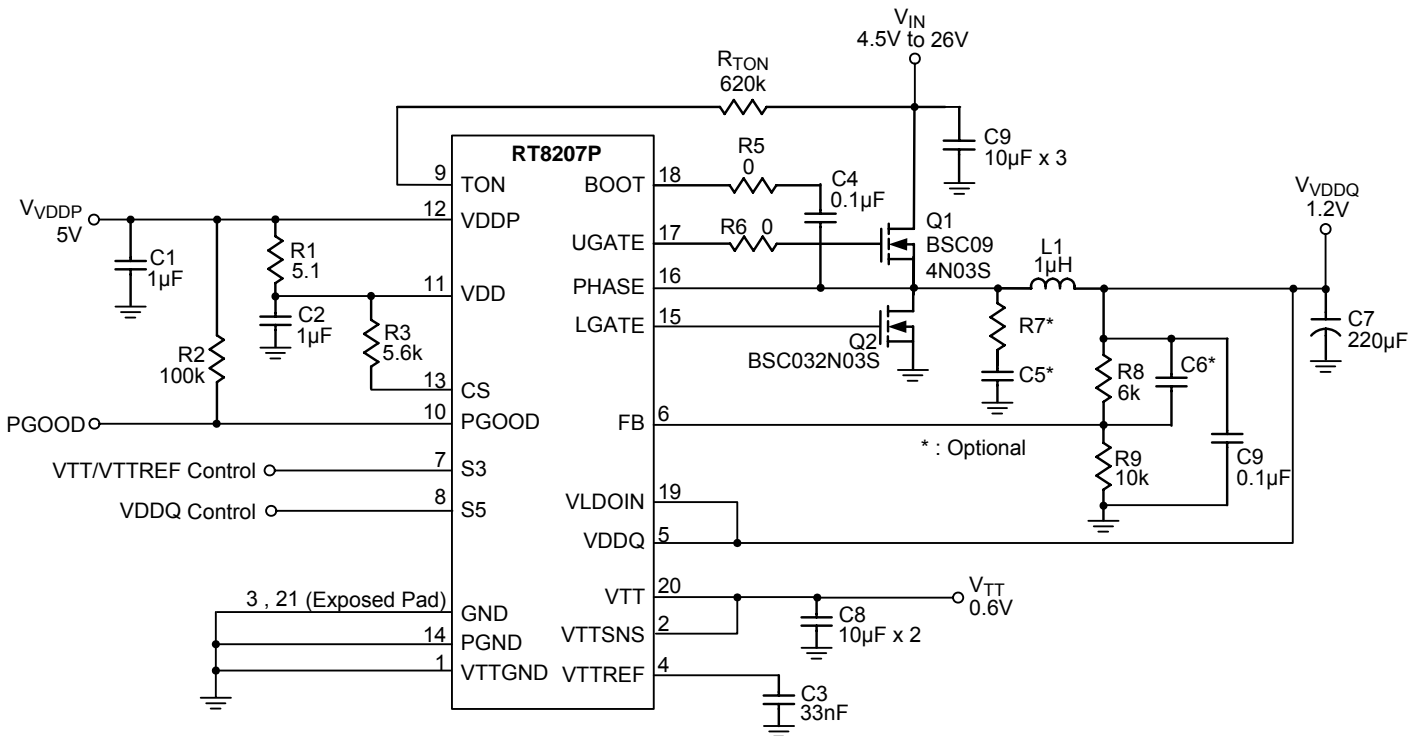 V_IN
4.5V to 26V
R_TON
620k
C9
10µF x 3
RT8207P
9
TON
BOOT
18
R5
0
C4
0.1µF
V_VDDP
5V
12
VDDP
C1
1µF
R1
5.1
UGATE
17
R6 0
Q1
BSC09
4N03S
V_VDDQ
1.2V
L1
1µH
11
VDD
PHASE
16
C2
1µF
R3
5.6k
LGATE
15
Q2
BSC032N03S
R7*
C5*
C7
220µF
R2
100k
13
CS
R8
6k
C6*
PGOOD
10
PGOOD
FB
6
* : Optional
R9
10k
C9
0.1µF
VTT/VTTREF Control
7
S3
VDDQ Control
8
S5
VLDOIN
19
VDDQ
5
3 , 21 (Exposed Pad)
GND
14
PGND
1
VTTGND
VTT
20
V_TT
0.6V
C8
10µF x 2
VTTSNS
2
VTTREF
4
C3
33nF